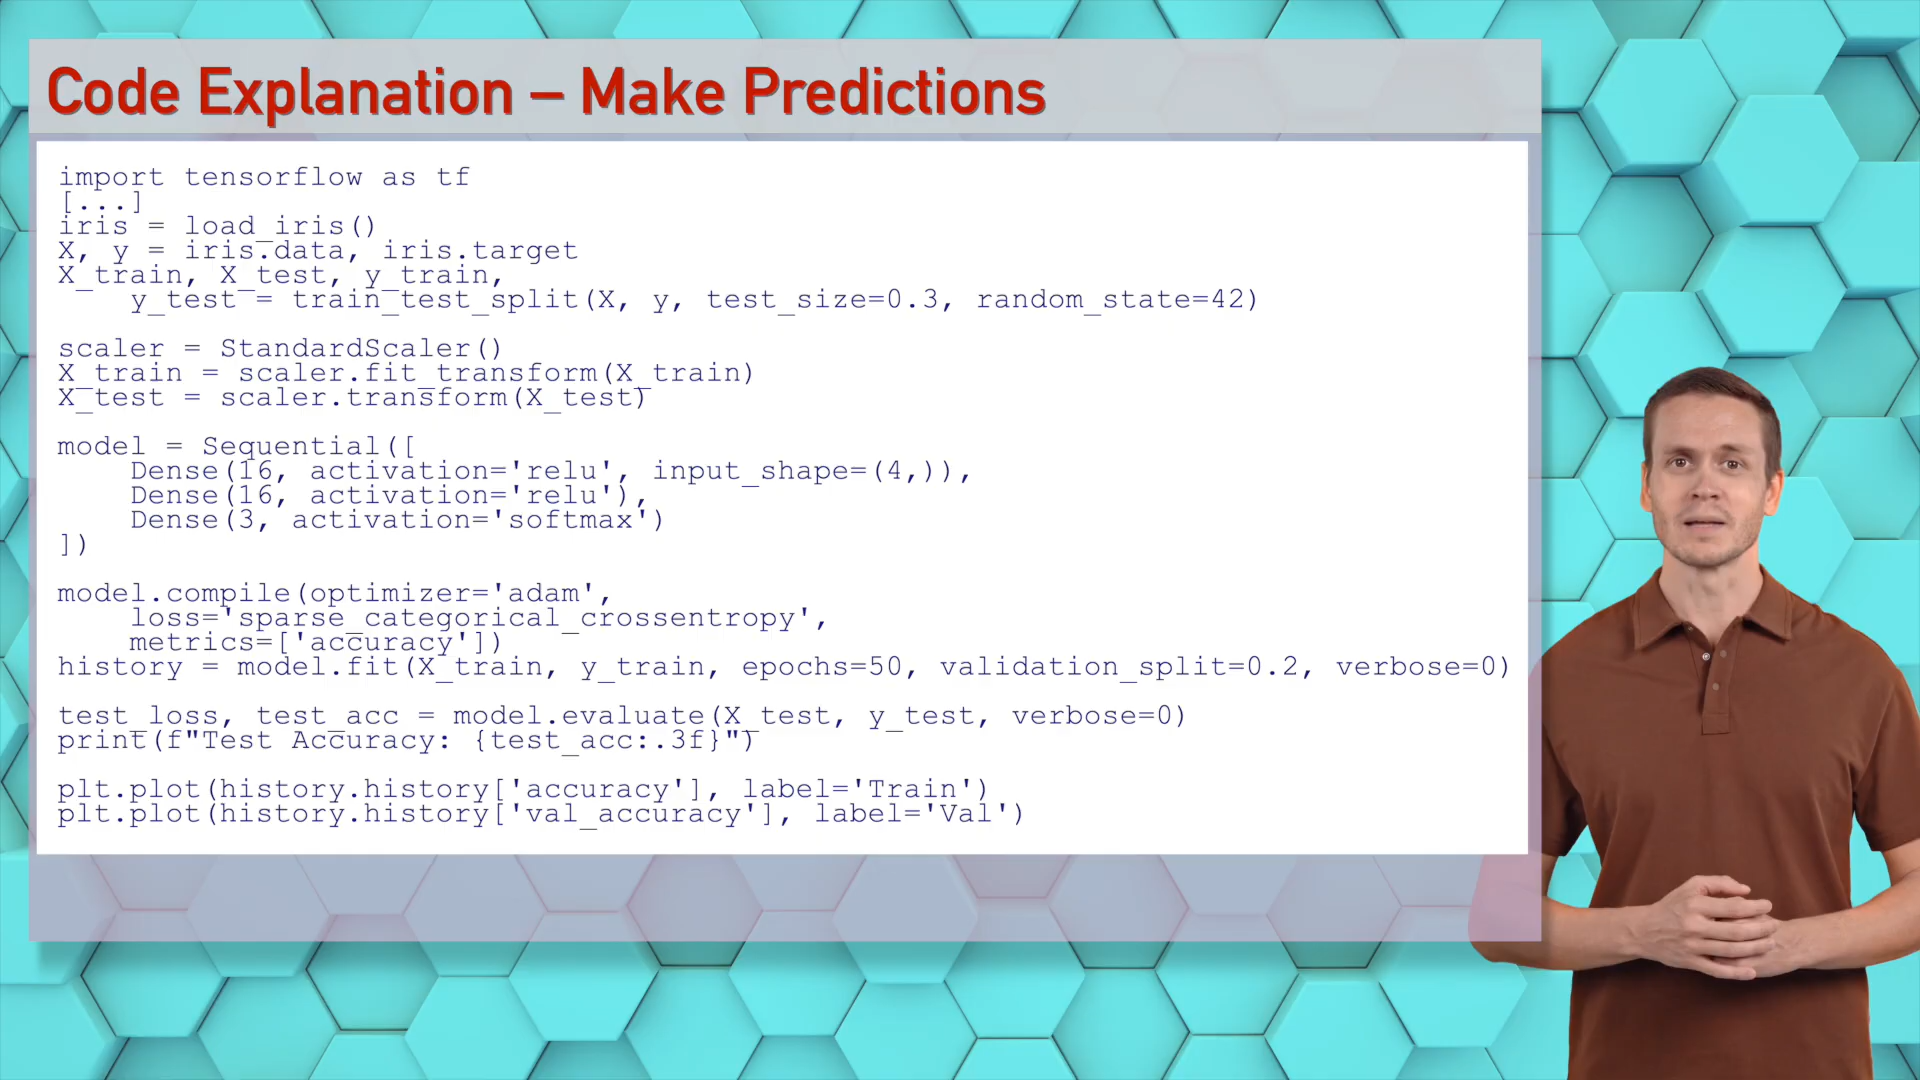 Code Explanation – Make Predictions
import tensorflow as tf
[...]
iris = load_iris()
X, y = iris.data, iris.target
X_train, X_test, y_train,
    y_test = train_test_split(X, y, test_size=0.3, random_state=42)
scaler = StandardScaler()
X_train = scaler.fit_transform(X_train)
X_test = scaler.transform(X_test)
model = Sequential([
    Dense(16, activation='relu', input_shape=(4,)),
    Dense(16, activation='relu'),
    Dense(3, activation='softmax')
])
model.compile(optimizer='adam',
    loss='sparse_categorical_crossentropy',
    metrics=['accuracy'])
history = model.fit(X_train, y_train, epochs=50, validation_split=0.2, verbose=0)
test_loss, test_acc = model.evaluate(X_test, y_test, verbose=0)
print(f"Test Accuracy: {test_acc:.3f}")
plt.plot(history.history['accuracy'], label='Train')
plt.plot(history.history['val_accuracy'], label='Val')